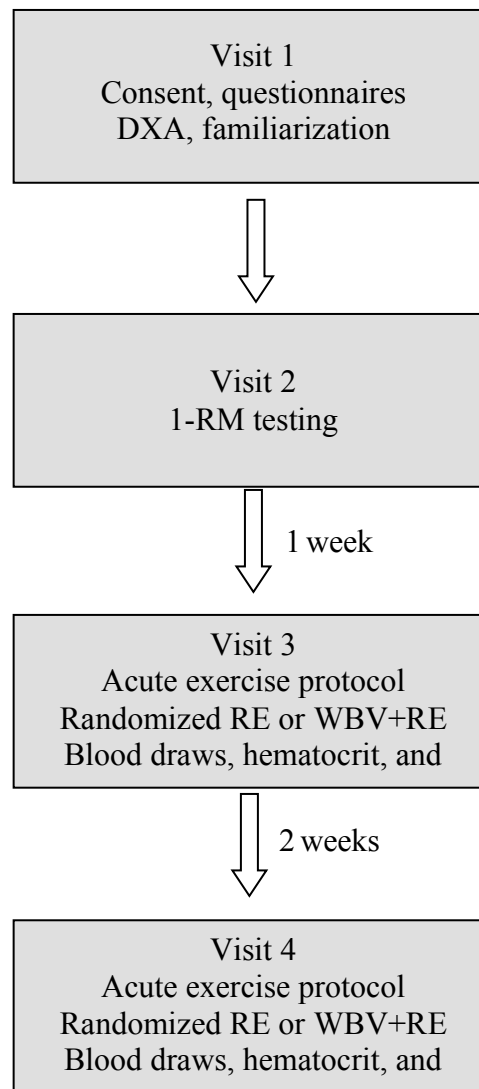 Visit 1
Consent, questionnaires
DXA, familiarization
Visit 2
1-RM testing
1 week
Visit 3
Acute exercise protocol
Randomized RE or WBV+RE
Blood draws, hematocrit, and
2 weeks
Visit 4
Acute exercise protocol
Randomized RE or WBV+RE
Blood draws, hematocrit, and